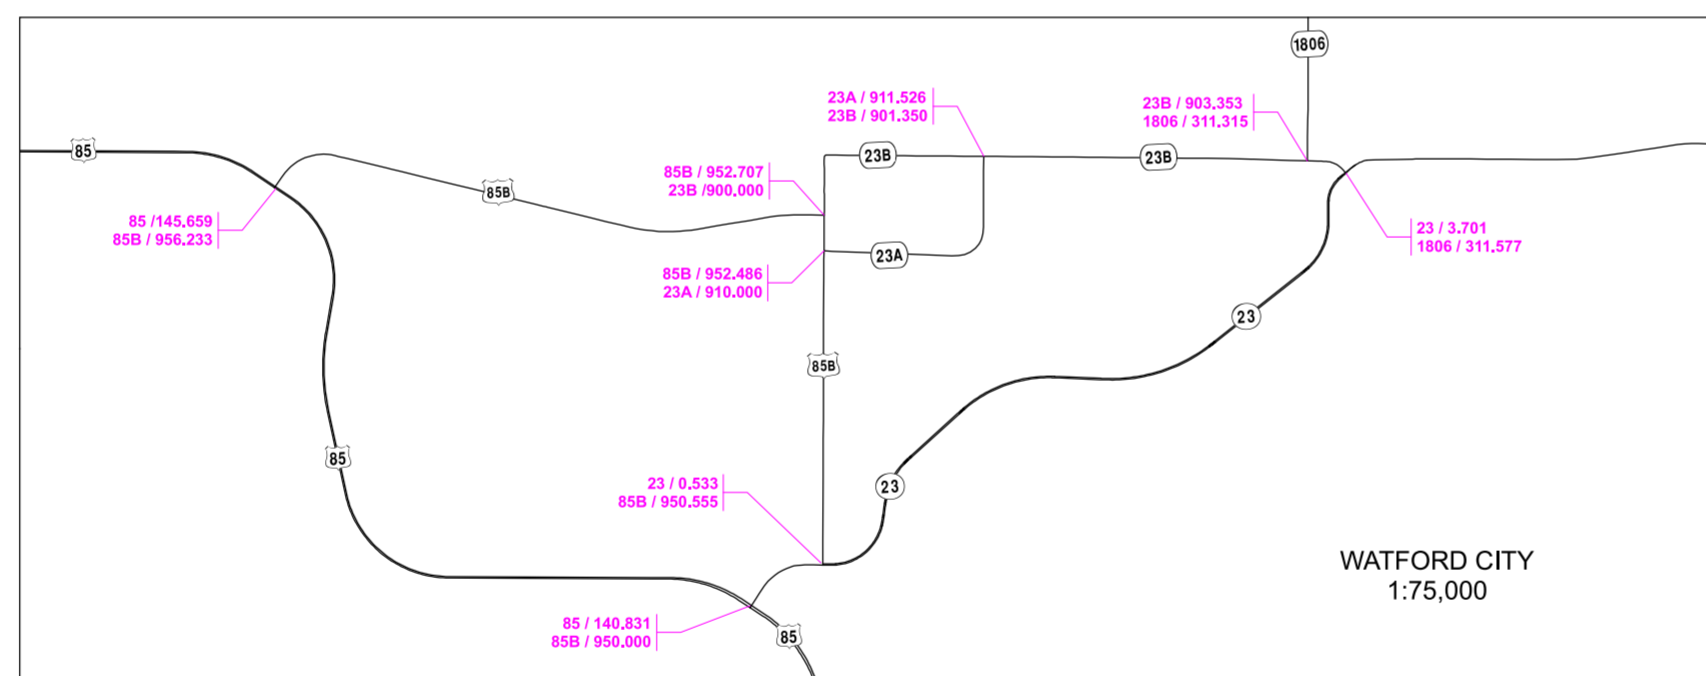 1806
23A / 911.526
23B / 901.350
23B / 903.353
1806 / 311.315
85
23B
23B
85B / 952.707
23B /900.000
85B
85 /145.659
85B / 956.233
23 / 3.701
1806 / 311.577
23A
85B / 952.486
23A / 910.000
23
85B
85
23 / 0.533
85B / 950.555
23
WATFORD CITY
1:75,000
85 / 140.831
85B / 950.000
85